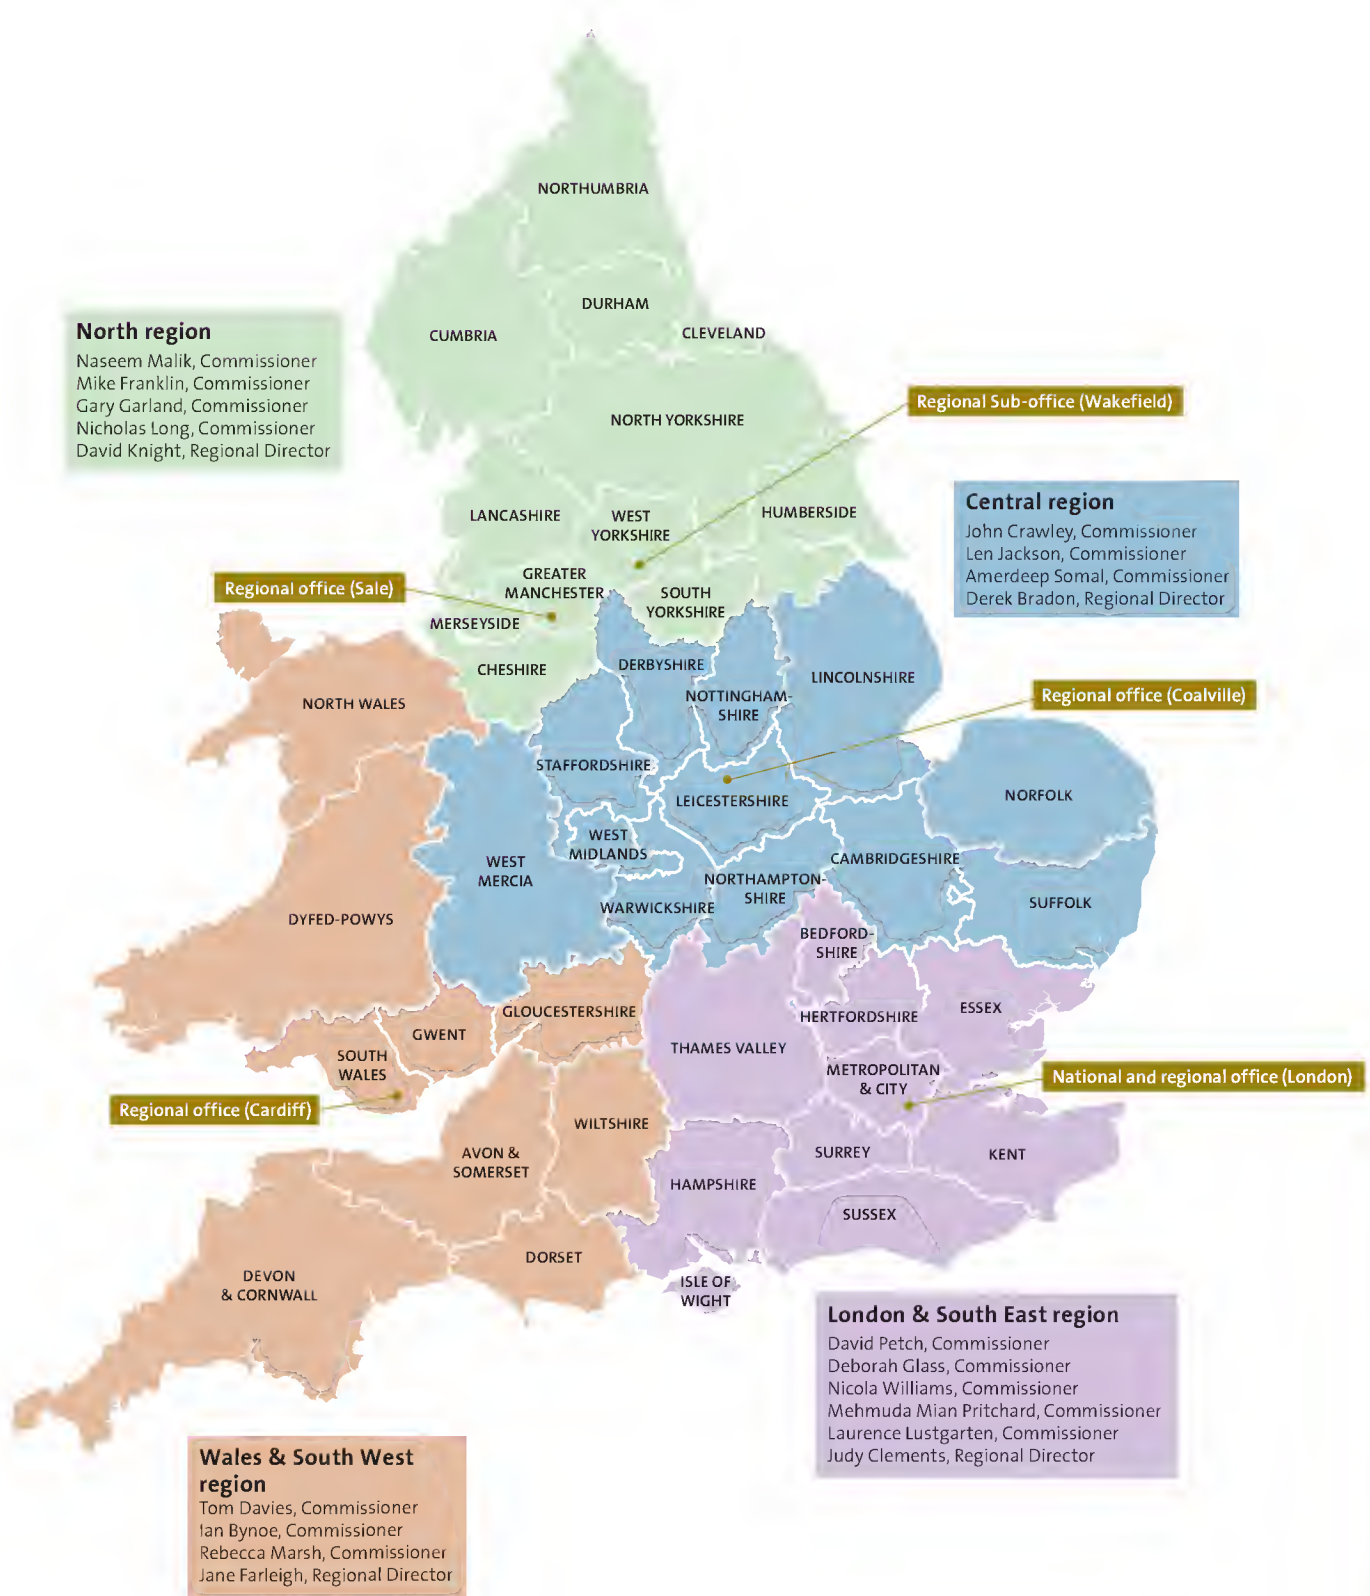 NORTHUMBRIA
DURHAM
CUMBRIA
CLEVELAND
North region
Naseem Malik, Commissioner
Mike Franklin, Commissioner
Gary Garland, Commissioner
Nicholas Long, Commissioner
David Knight, Regional Director
Regional Sub-office (Wakefield)
NORTH YORKSHIRE
LANCASHIRE
WEST
YORKSHIRE
HUMBERSIDE
Central region
John Crawley, Commissioner
Len Jackson, Commissioner
Amerdeep Somal, Commissioner
Derek Bradon, Regional Director
Regional office (Sale)
GREATER
MANCHESTER
SOUTH
YORKSHIRE
MERSEYSIDE
CHESHIRE
DERBYSHIRE
NOTTINGHAM-
SHIRE
LINCOLNSHIRE
Regional office (Coalville)
NORTH WALES
STAFFORDSHIRE
LEICESTERSHIRE
NORFOLK
WEST
MIDLANDS
WEST
MERCIA
CAMBRIDGESHIRE
NORTHAMPTON-
SHIRE
WARWICKSHIRE
SUFFOLK
DYFED-POWYS
BEDFORD-
SHIRE
GLOUCESTERSHIRE
HERTFORDSHIRE
ESSEX
GWENT
SOUTH
WALES
THAMES VALLEY
METROPOLITAN
& CITY
National and regional office (London)
Regional office (Cardiff)
WILTSHIRE
AVON &
SOMERSET
SURREY
KENT
HAMPSHIRE
SUSSEX
DORSET
DEVON
& CORNWALL
ISLE OF
WIGHT
London & South East region
David Petch, Commissioner
Deborah Glass, Commissioner
Nicola Williams, Commissioner
Mehmuda Mian Pritchard, Commissioner
Laurence Lustgarten, Commissioner
Judy Clements, Regional Director
Wales & South West
region
Tom Davies, Commissioner
Ian Bynoe, Commissioner
Rebecca Marsh, Commissioner
Jane Farleigh, Regional Director